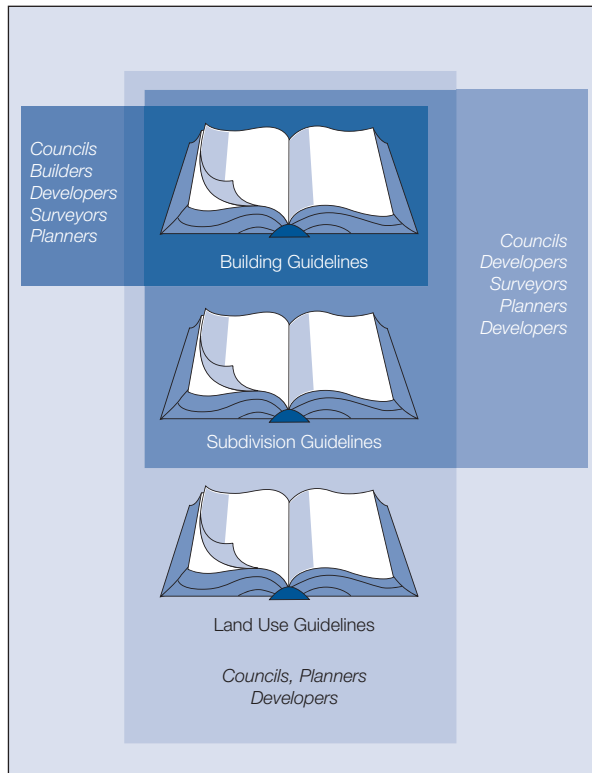 Councils
Builders
Developers
Surveyors
Planners
Building Guidelines
Councils
Developers
Surveyors
Planners
Developers
Subdivision Guidelines
Land Use Guidelines
Councils, Planners
Developers